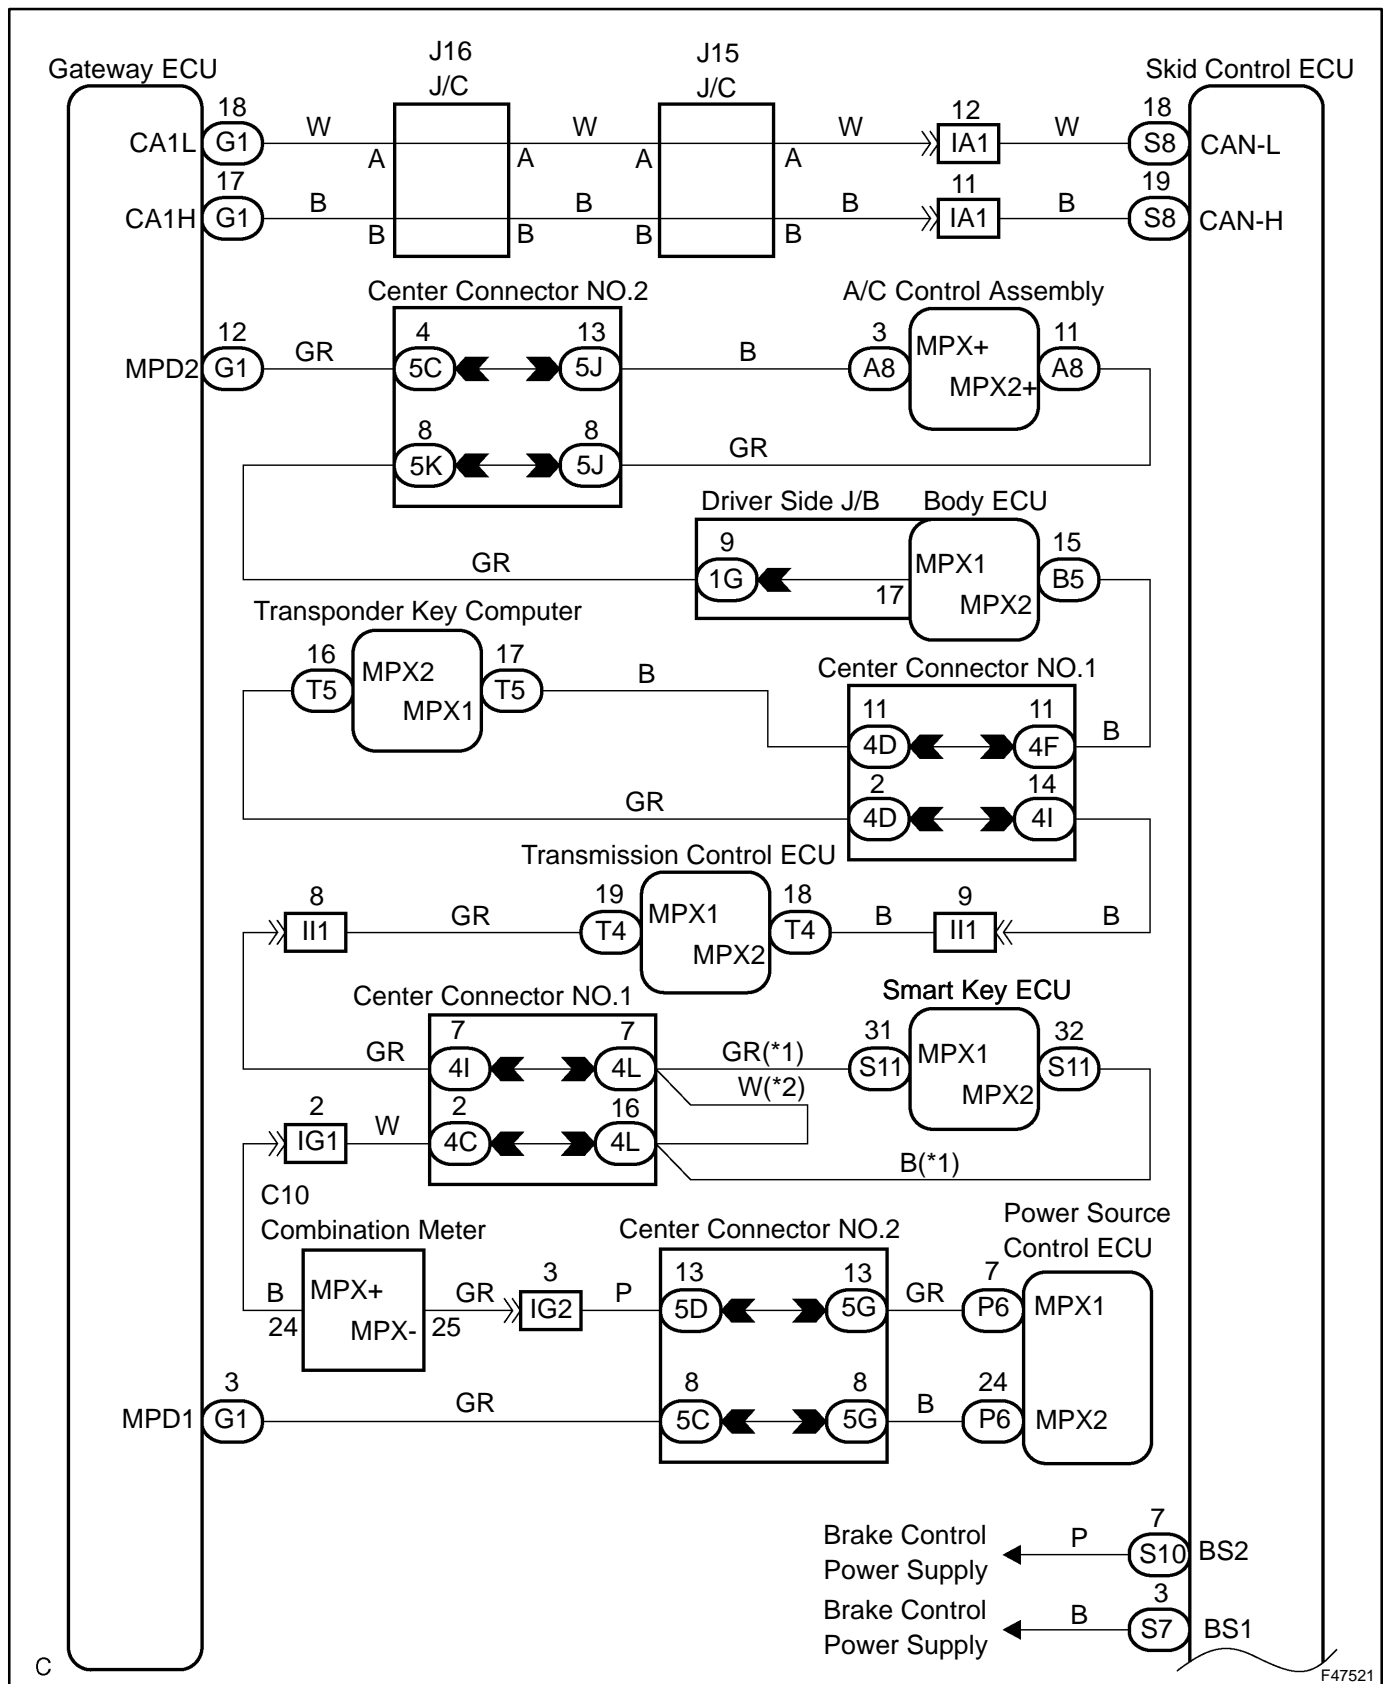 J16
J/C
J15
J/C
Gateway ECU
Skid Control ECU
18
W
W
W
12
W
18
CA1L
G1
A
A
A
A
IA1
S8
CAN-L
17
B
B
B
11
B
19
CA1H
G1
B
B
B
B
IA1
S8
CAN-H
Center Connector NO.2
A/C Control Assembly
12
GR
4
13
B
3
MPX+
11
MPD2
G1
5C
5J
A8
MPX2+
A8
8
8
GR
5K
5J
Driver Side J/B
Body ECU
GR
9
MPX1
15
1G
17
MPX2
B5
Transponder Key Computer
16
MPX2
17
B
T5
MPX1
T5
Center Connector NO.1
11
11
B
4D
4F
GR
2
14
4D
4I
Transmission Control ECU
8
GR
19
MPX1
18
B
9
B
II1
T4
MPX2
T4
II1
Center Connector NO.1
Smart Key ECU
GR
7
7
GR(*1)
31
MPX1
32
4I
4L
W(*2)
S11
MPX2
S11
2
W
2
16
IG1
4C
4L
B(*1)
C10
Combination Meter
Center Connector NO.2
Power Source
Control ECU
B
MPX+
GR
3
P
13
13
GR
7
24
MPX-
25
IG2
5D
5G
P6
MPX1
3
GR
8
8
B
24
MPD1
G1
5C
5G
P6
MPX2
Brake Control
Power Supply
P
7
S10
BS2
Brake Control
Power Supply
B
3
S7
BS1
C
F47521